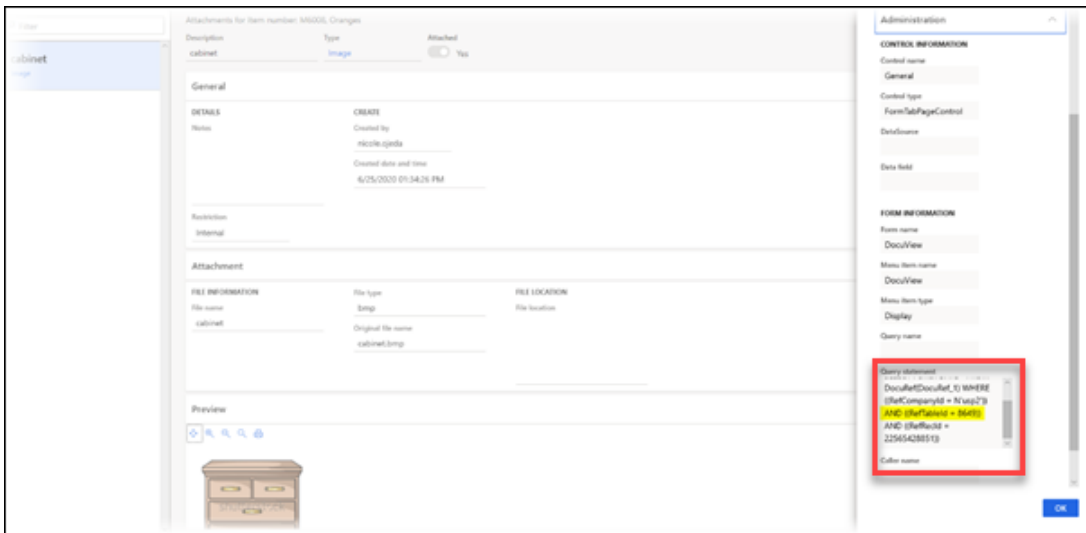 Filter
cabinet
Image
Attachments for Item number: M6000L Oranges
Description
Type
Attached
cabinet
Image
Yes
General
DETAILS
CREATE
Notes
Created by
nicole.ojeda
Created date and time
6/25/2020 01:54:26 PM
Restriction
Internal
Attachment
FILE INFORMATION
File type
FILE LOCATION
File name
bmp
File location
cabinet
Original file name
cabinet.bmp
Preview
Administration
CONTROL INFORMATION
Control name
General
Control type
FormTabPageControl
DataSource
Data field
FORM INFORMATION
Form name
DocuView
Menu item name
DocuView
Menu item type
Display
Query name
Query statement
DocuRef(DocuRef_1) WHERE
((RefCompanyId = N'usp2'))
AND ((RefTableId = 8649))
AND ((RefRecId =
22565428851))
Caller name
OK